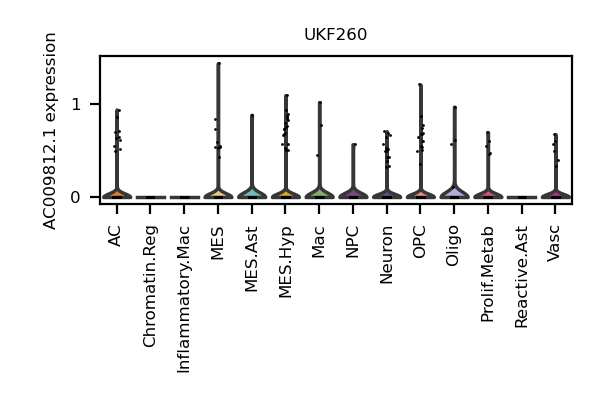 UKF260
AC009812.1 expression
1
0
AC
Chromatin.Reg
Inflammatory.Mac
MES
MES.Ast
MES.Hyp
Mac
NPC
Neuron
OPC
Oligo
Prolif.Metab
Reactive.Ast
Vasc